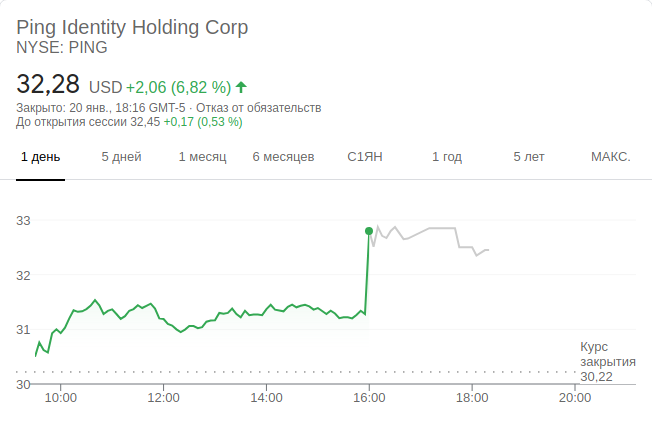 Ping Identity Holding Corp
NYSE: PING
32,28 USD +2,06 (6,82 %)
Закрыто: 20 янв., 18:16 GMT-5 · Отказ от обязательств
До открытия сессии 32,45 +0,17 (0,53 %)
1 день 5 дней 1 месяц 6 месяцев С1ЯН 1 год 5 лет МАКС.
33
32
31
Курс
закрытия
30,22
30
10:00 12:00 14:00 16:00 18:00 20:00